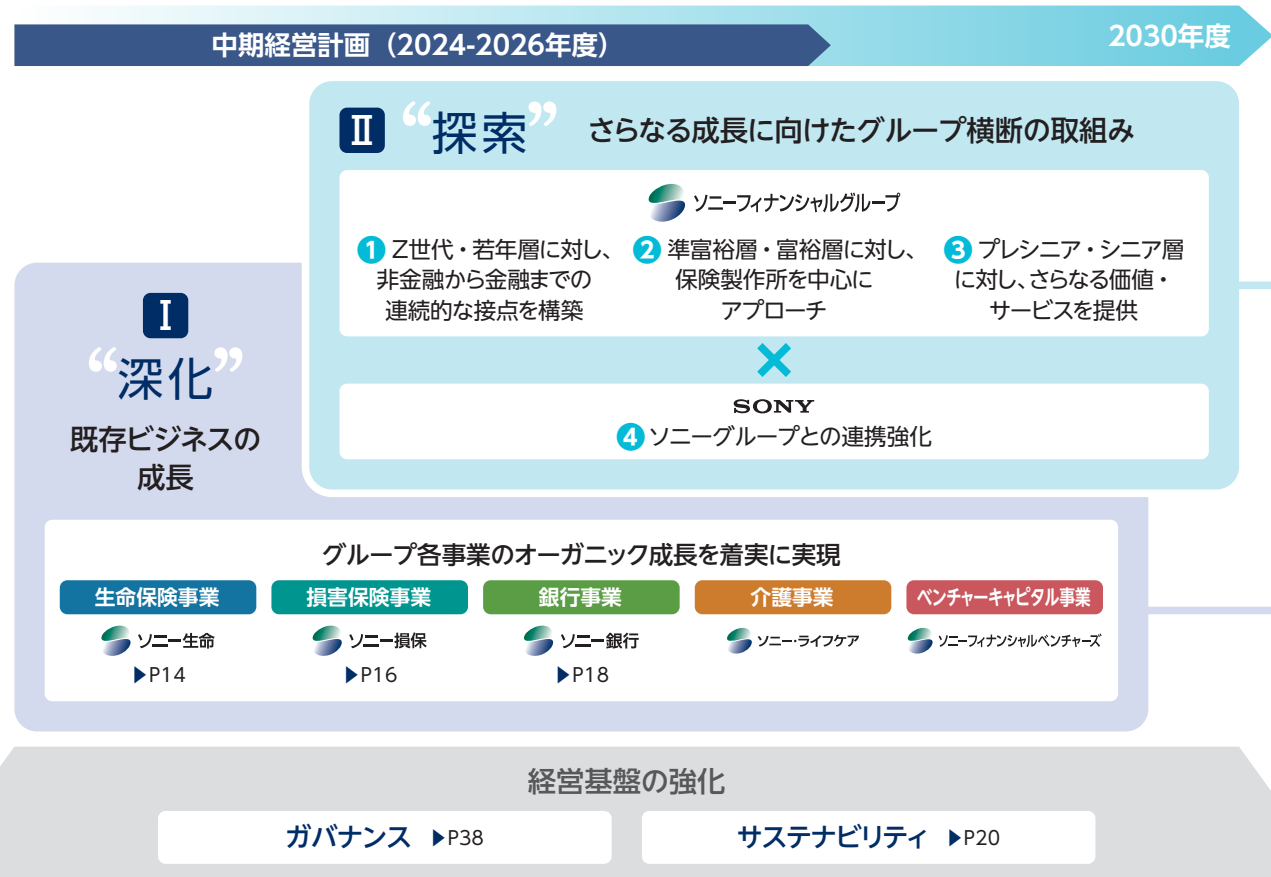 中期経営計画（2024-2026年度）
2030年度
Ⅱ “探索” さらなる成長に向けたグループ横断の取組み
ソニーフィナンシャルグループ
❶ Z世代・若年層に対し、
非金融から金融までの
連続的な接点を構築
❷ 準富裕層・富裕層に対し、
保険製作所を中心に
アプローチ
❸ プレシニア・シニア層
に対し、さらなる価値・
サービスを提供
×
SONY
❹ ソニーグループとの連携強化
Ⅰ
“深化”
既存ビジネスの
成長
グループ各事業のオーガニック成長を着実に実現
生命保険事業
ソニー生命
▶P14
損害保険事業
ソニー損保
▶P16
銀行事業
ソニー銀行
▶P18
介護事業
ソニー・ライフケア
ベンチャーキャピタル事業
ソニーフィナンシャルベンチャーズ
経営基盤の強化
ガバナンス ▶P38
サステナビリティ ▶P20